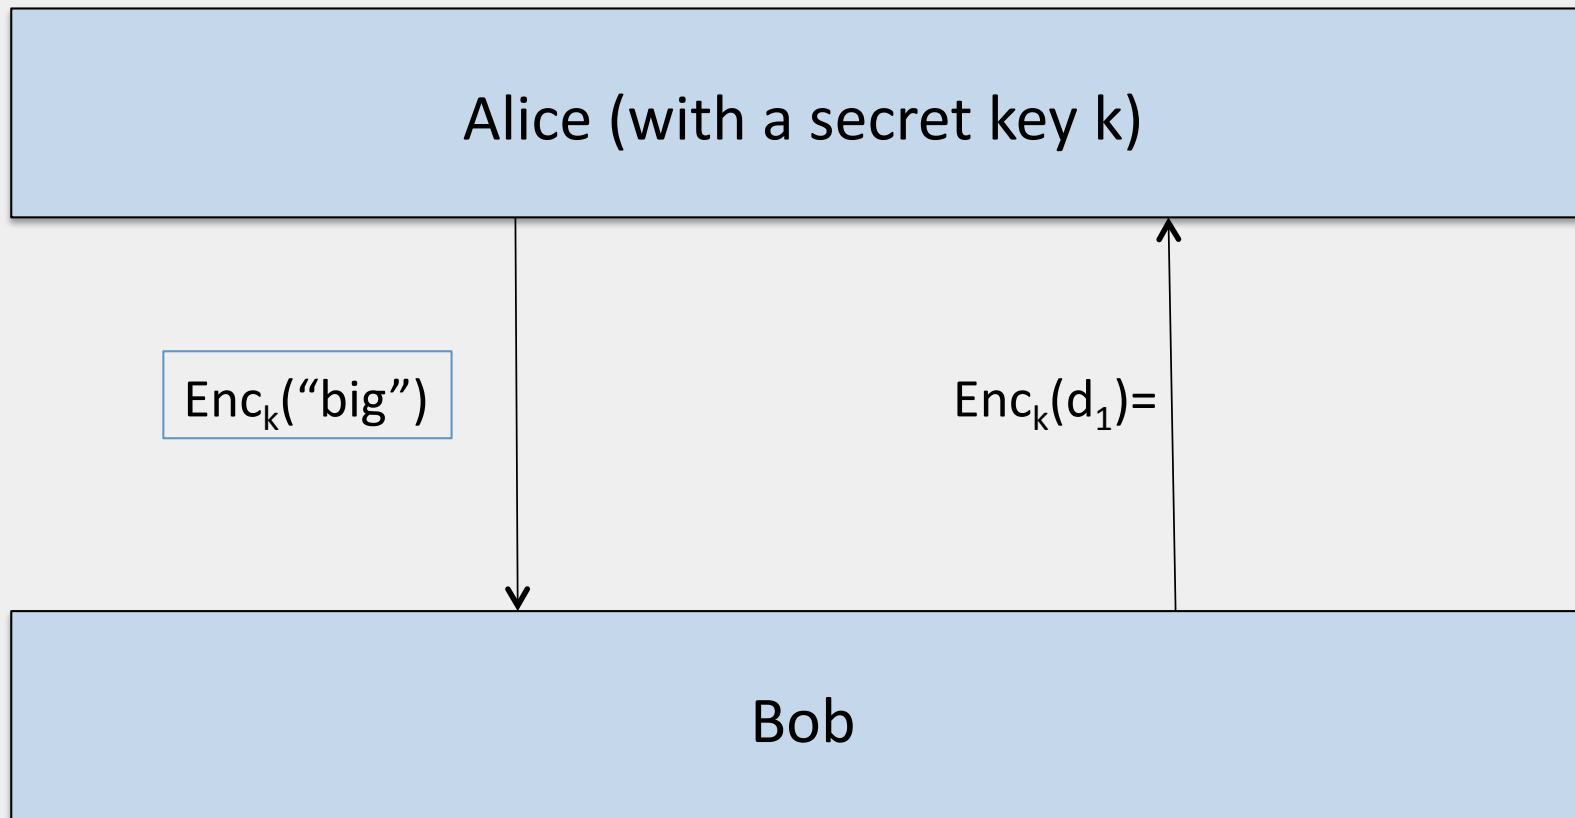 Alice (with a secret key k)
Enck(“big”)
Enck(d1)=
Bob